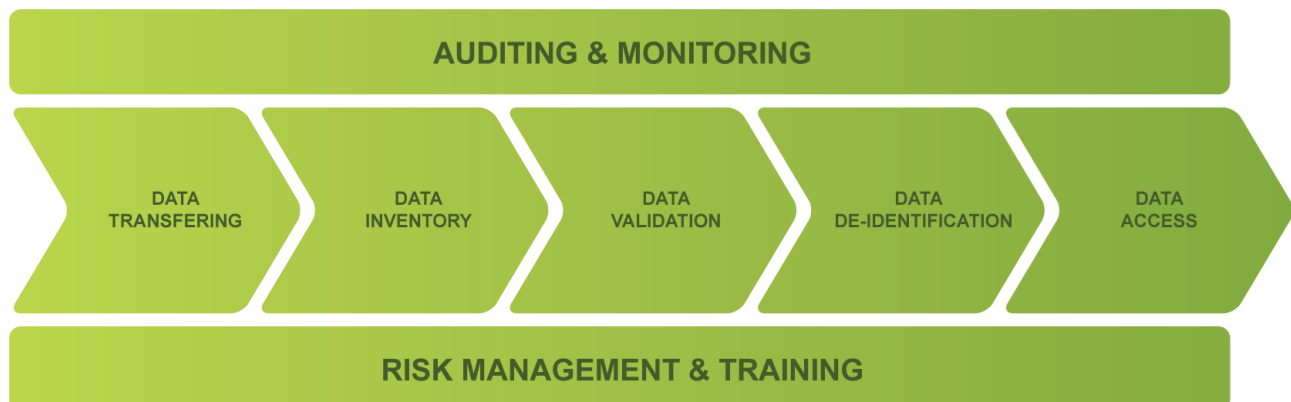 AUDITING & MONITORING
DATA
TRANSFERING
DATA
INVENTORY
DATA
VALIDATION
DATA
DE-IDENTIFICATION
DATA
ACCESS
RISK MANAGEMENT & TRAINING